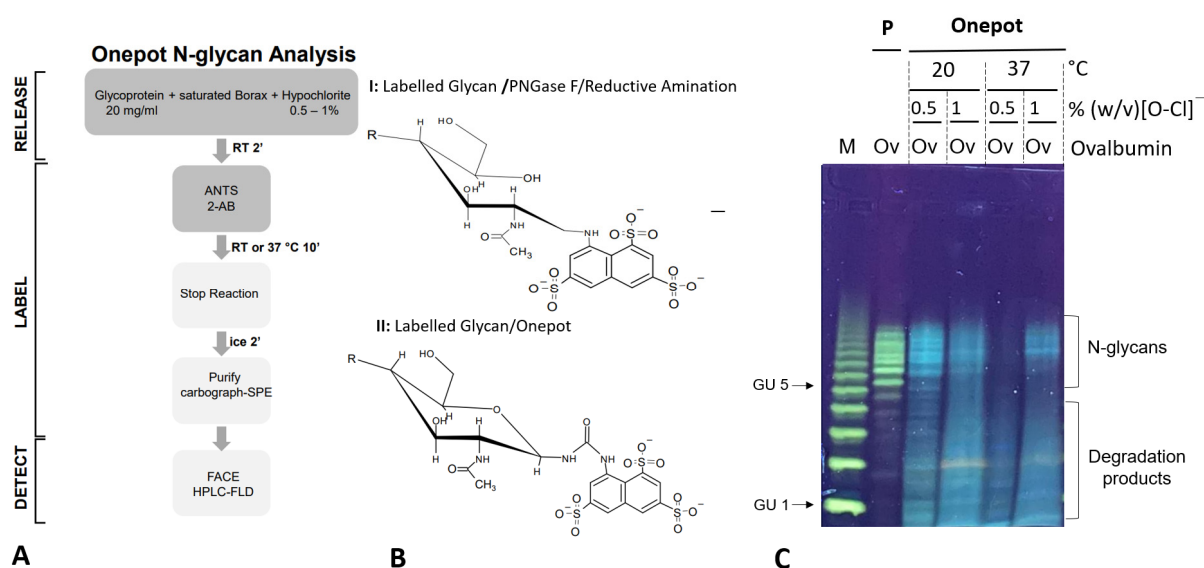 Onepot N-glycan Analysis
RELEASE
Glycoprotein + saturated Borax + Hypochlorite
20 mg/ml 0.5 – 1%
RT 2’
LABEL
ANTS
2-AB
RT or 37 °C 10’
Stop Reaction
ice 2’
Purify
carbograph-SPE
DETECT
FACE
HPLC-FLD
A
I: Labelled Glycan /PNGase F/Reductive Amination
H
HO
R
OH
OH
H
H
H
NH
NH
O
CH3
O−
O=S=O
O
O−S
O
O
S−O−
O
II: Labelled Glycan/Onepot
R
H
HO
O
OH
H
H
O
H
NH
NH
NH
H
O
CH3
O−
O=S=O
O
O−S
O
O
S−O−
O
B
P Onepot
20 37 °C
0.5 1 0.5 1 % (w/v)[O-Cl]−
M Ov Ov Ov Ov Ov Ovalbumin
N-glycans
GU 5
Degradation
products
GU 1
C